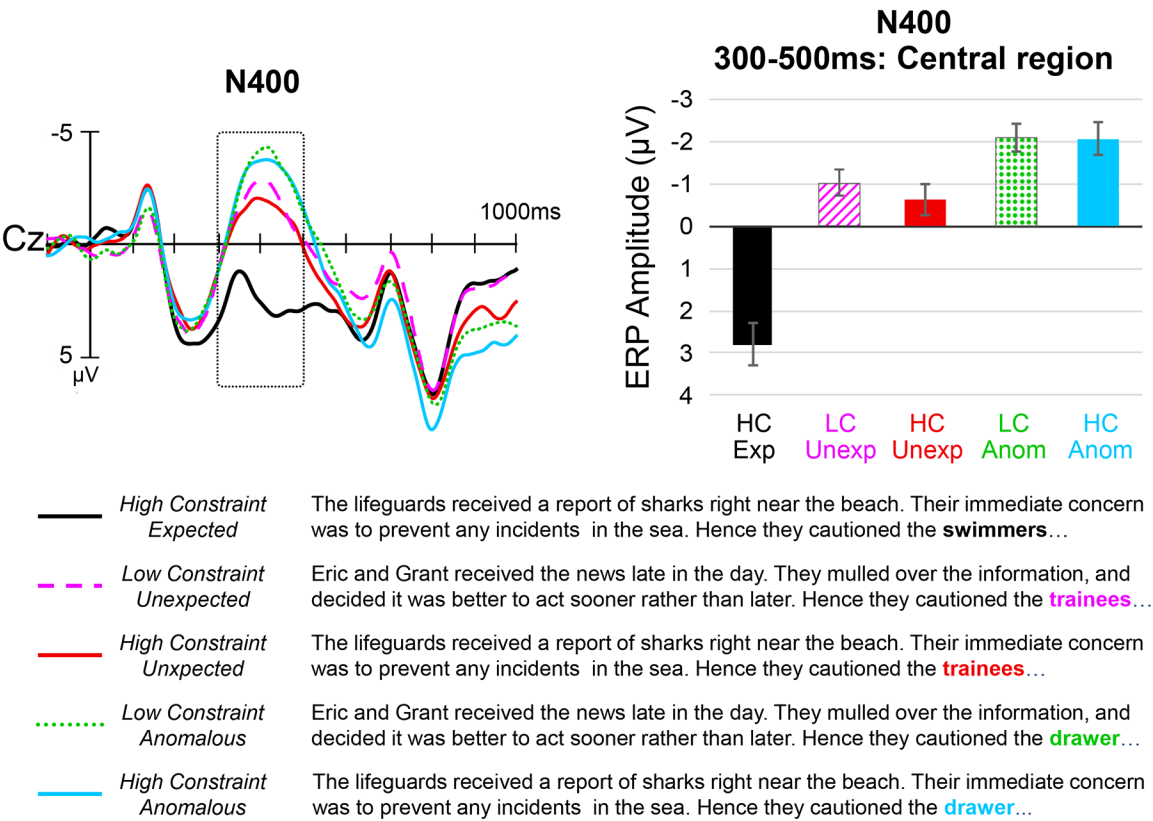 N400
-5
Cz
1000ms
5
µV
N400
300-500ms: Central region
ERP Amplitude (µV)
-3
-2
-1
0
1
2
3
4
HC
Exp
LC
Unexp
HC
Unexp
LC
Anom
HC
Anom
High Constraint
Expected
The lifeguards received a report of sharks right near the beach. Their immediate concern
was to prevent any incidents in the sea. Hence they cautioned the swimmers…
Low Constraint
Unexpected
Eric and Grant received the news late in the day. They mulled over the information, and
decided it was better to act sooner rather than later. Hence they cautioned the trainees…
High Constraint
Unxpected
The lifeguards received a report of sharks right near the beach. Their immediate concern
was to prevent any incidents in the sea. Hence they cautioned the trainees…
Low Constraint
Anomalous
Eric and Grant received the news late in the day. They mulled over the information, and
decided it was better to act sooner rather than later. Hence they cautioned the drawer…
High Constraint
Anomalous
The lifeguards received a report of sharks right near the beach. Their immediate concern
was to prevent any incidents in the sea. Hence they cautioned the drawer...